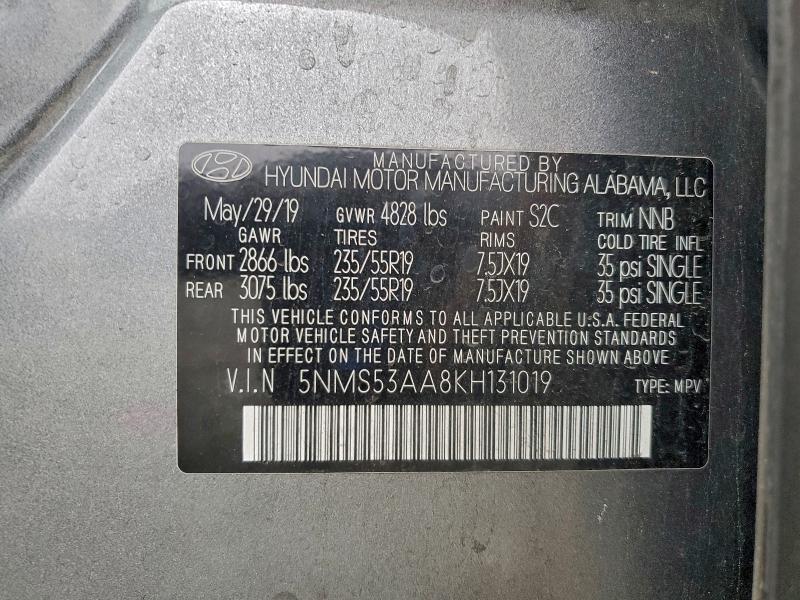 MANUFACTURED BY
HYUNDAI MOTOR MANUFACTURING ALABAMA, LLC
May/29/19 GVWR 4828 lbs PAINT S2C TRIM NNB
GAWR TIRES RIMS COLD TIRE INFL
FRONT 2866 lbs 235/55R19 7.5JX19 35 psi SINGLE
REAR 3075 lbs 235/55R19 7.5JX19 35 psi SINGLE
THIS VEHICLE CONFORMS TO ALL APPLICABLE U.S.A. FEDERAL
MOTOR VEHICLE SAFETY AND THEFT PREVENTION STANDARDS
IN EFFECT ON THE DATE OF MANUFACTURE SHOWN ABOVE
V.I.N 5NMS53AA8KH131019 TYPE: MPV